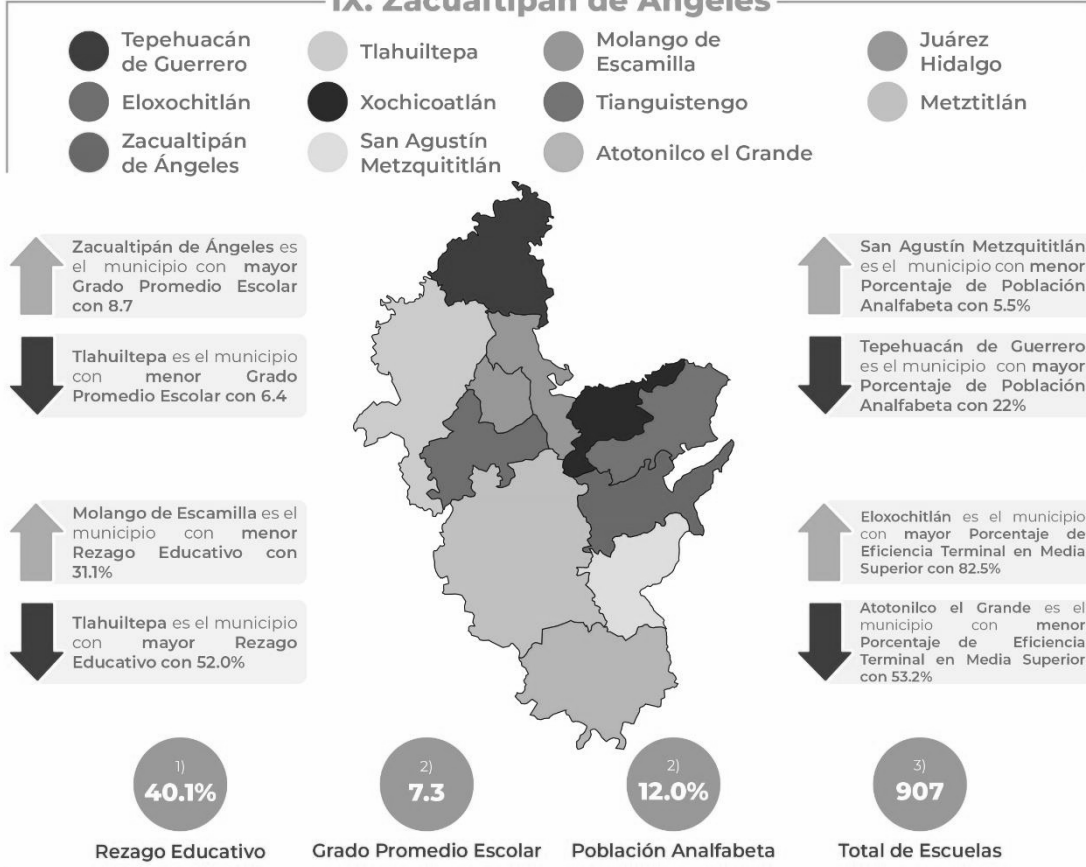 IX. Zacualtipán de Ángeles
Tepehuacán
de Guerrero
Tlahuiltepa
Molango de
Escamilla
Juárez
Hidalgo
Eloxochitlán
Xochicoatlán
Tianguistengo
Metztitlán
Zacualtipán
de Ángeles
San Agustín
Metzquititlán
Atotonilco el Grande
Zacualtipán de Ángeles es
el municipio con mayor
Grado Promedio Escolar
con 8.7
Tlahuiltepa es el municipio
con menor Grado
Promedio Escolar con 6.4
San Agustín Metzquititlán
es el municipio con menor
Porcentaje de Población
Analfabeta con 5.5%
Tepehuacán de Guerrero
es el municipio con mayor
Porcentaje de Población
Analfabeta con 22%
Molango de Escamilla es el
municipio con menor
Rezago Educativo con
31.1%
Tlahuiltepa es el municipio
con mayor Rezago
Educativo con 52.0%
Eloxochitlán es el municipio
con mayor Porcentaje de
Eficiencia Terminal en Media
Superior con 82.5%
Atotonilco el Grande es el
municipio con menor
Porcentaje de Eficiencia
Terminal en Media Superior
con 53.2%
1)
40.1%
Rezago Educativo
2)
7.3
Grado Promedio Escolar
2)
12.0%
Población Analfabeta
3)
907
Total de Escuelas